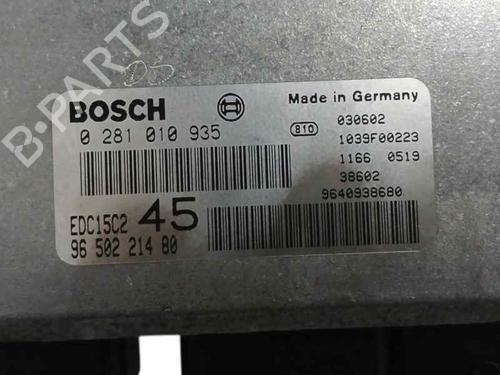 B-PARTS
BOSCH
Made in Germany
0 281 010 935
810
030602
1039F00223
1166 0519
38602
9640938680
EDC15C2 45
96 502 214 80